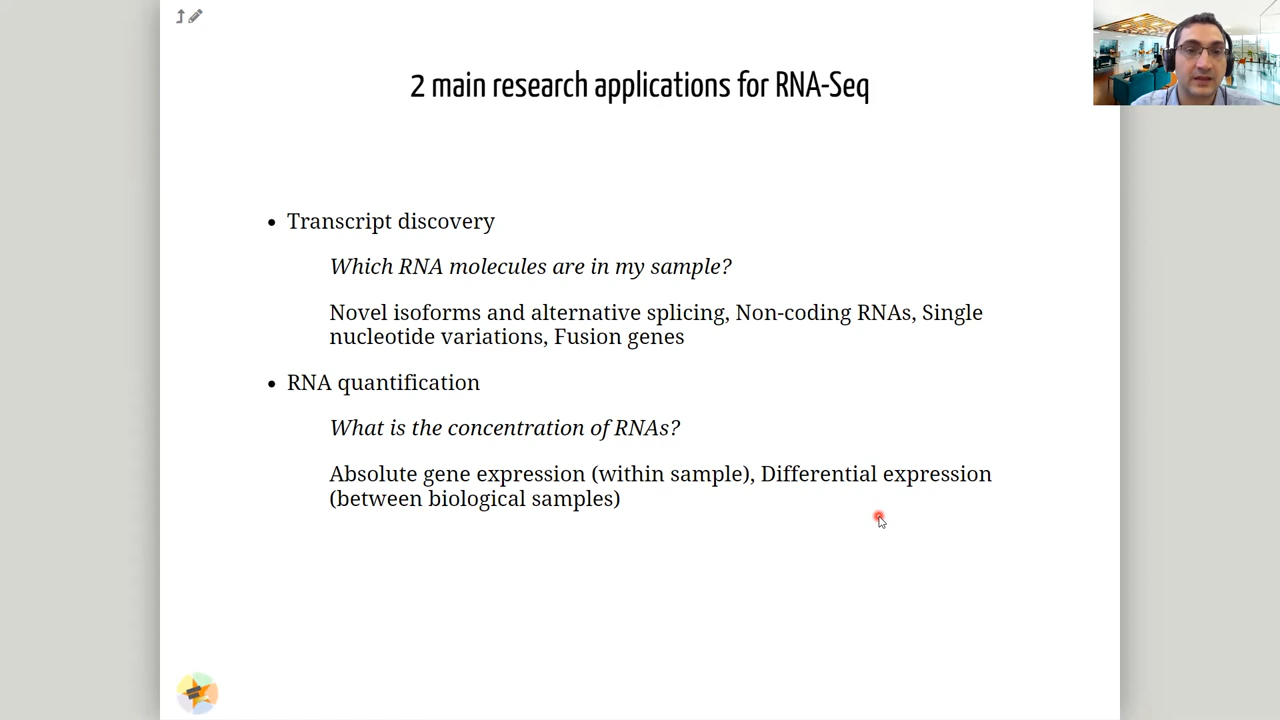 2 main research applications for RNA-Seq
• Transcript discovery
Which RNA molecules are in my sample?
Novel isoforms and alternative splicing, Non-coding RNAs, Single
nucleotide variations, Fusion genes
• RNA quantification
What is the concentration of RNAs?
Absolute gene expression (within sample), Differential expression
(between biological samples)